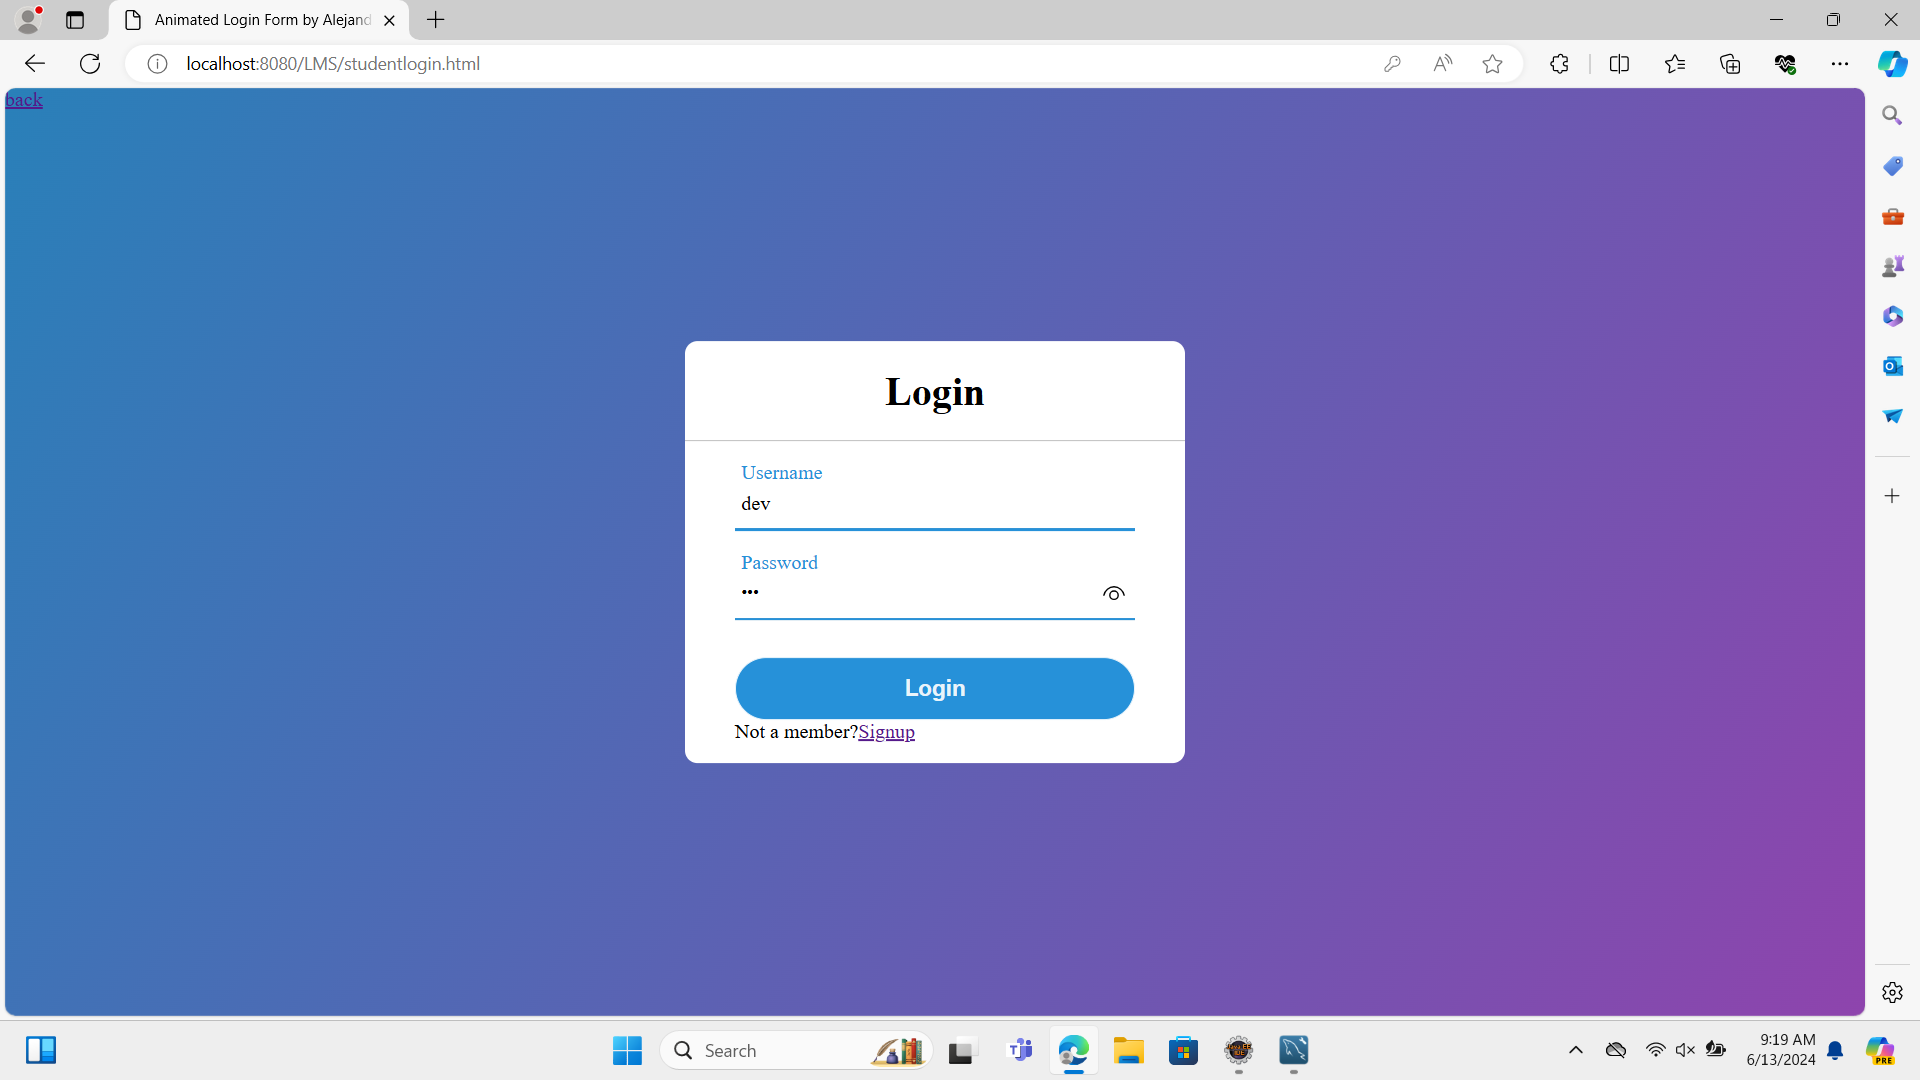 Animated Login Form by Alejand
localhost:8080/LMS/studentlogin.html
back
Login
Username
dev
Password
•••
Login
Not a member?Signup
Search
9:19 AM
6/13/2024
PRE